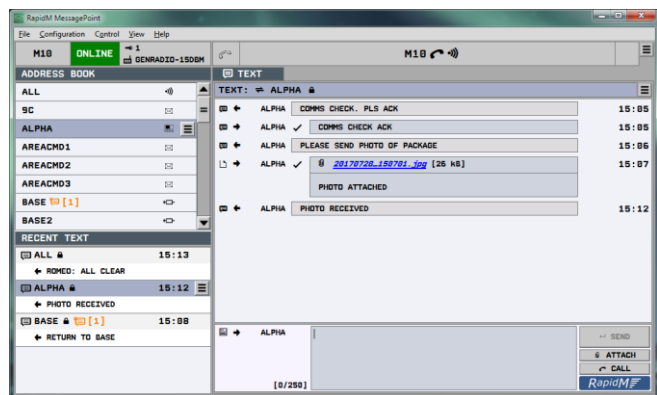 RapidM MessagePoint
File Configuration Control View Help
M10 ONLINE 1 GENRADIO-15DBM
M10
ADDRESS BOOK
ALL
9C
ALPHA
AREACMD1
AREACMD2
AREACMD3
BASE [1]
BASE2
RECENT TEXT
ALL 15:13
ROMEO: ALL CLEAR
ALPHA 15:12
PHOTO RECEIVED
BASE [1] 15:08
RETURN TO BASE
TEXT
TEXT: ALPHA
ALPHA COMMS CHECK. PLS ACK 15:05
ALPHA COMMS CHECK ACK 15:05
ALPHA PLEASE SEND PHOTO OF PACKAGE 15:06
ALPHA 20170720_150701.jpg [26 kB] 15:07
PHOTO ATTACHED
ALPHA PHOTO RECEIVED 15:12
ALPHA
[0/250]
SEND
ATTACH
CALL
RapidM